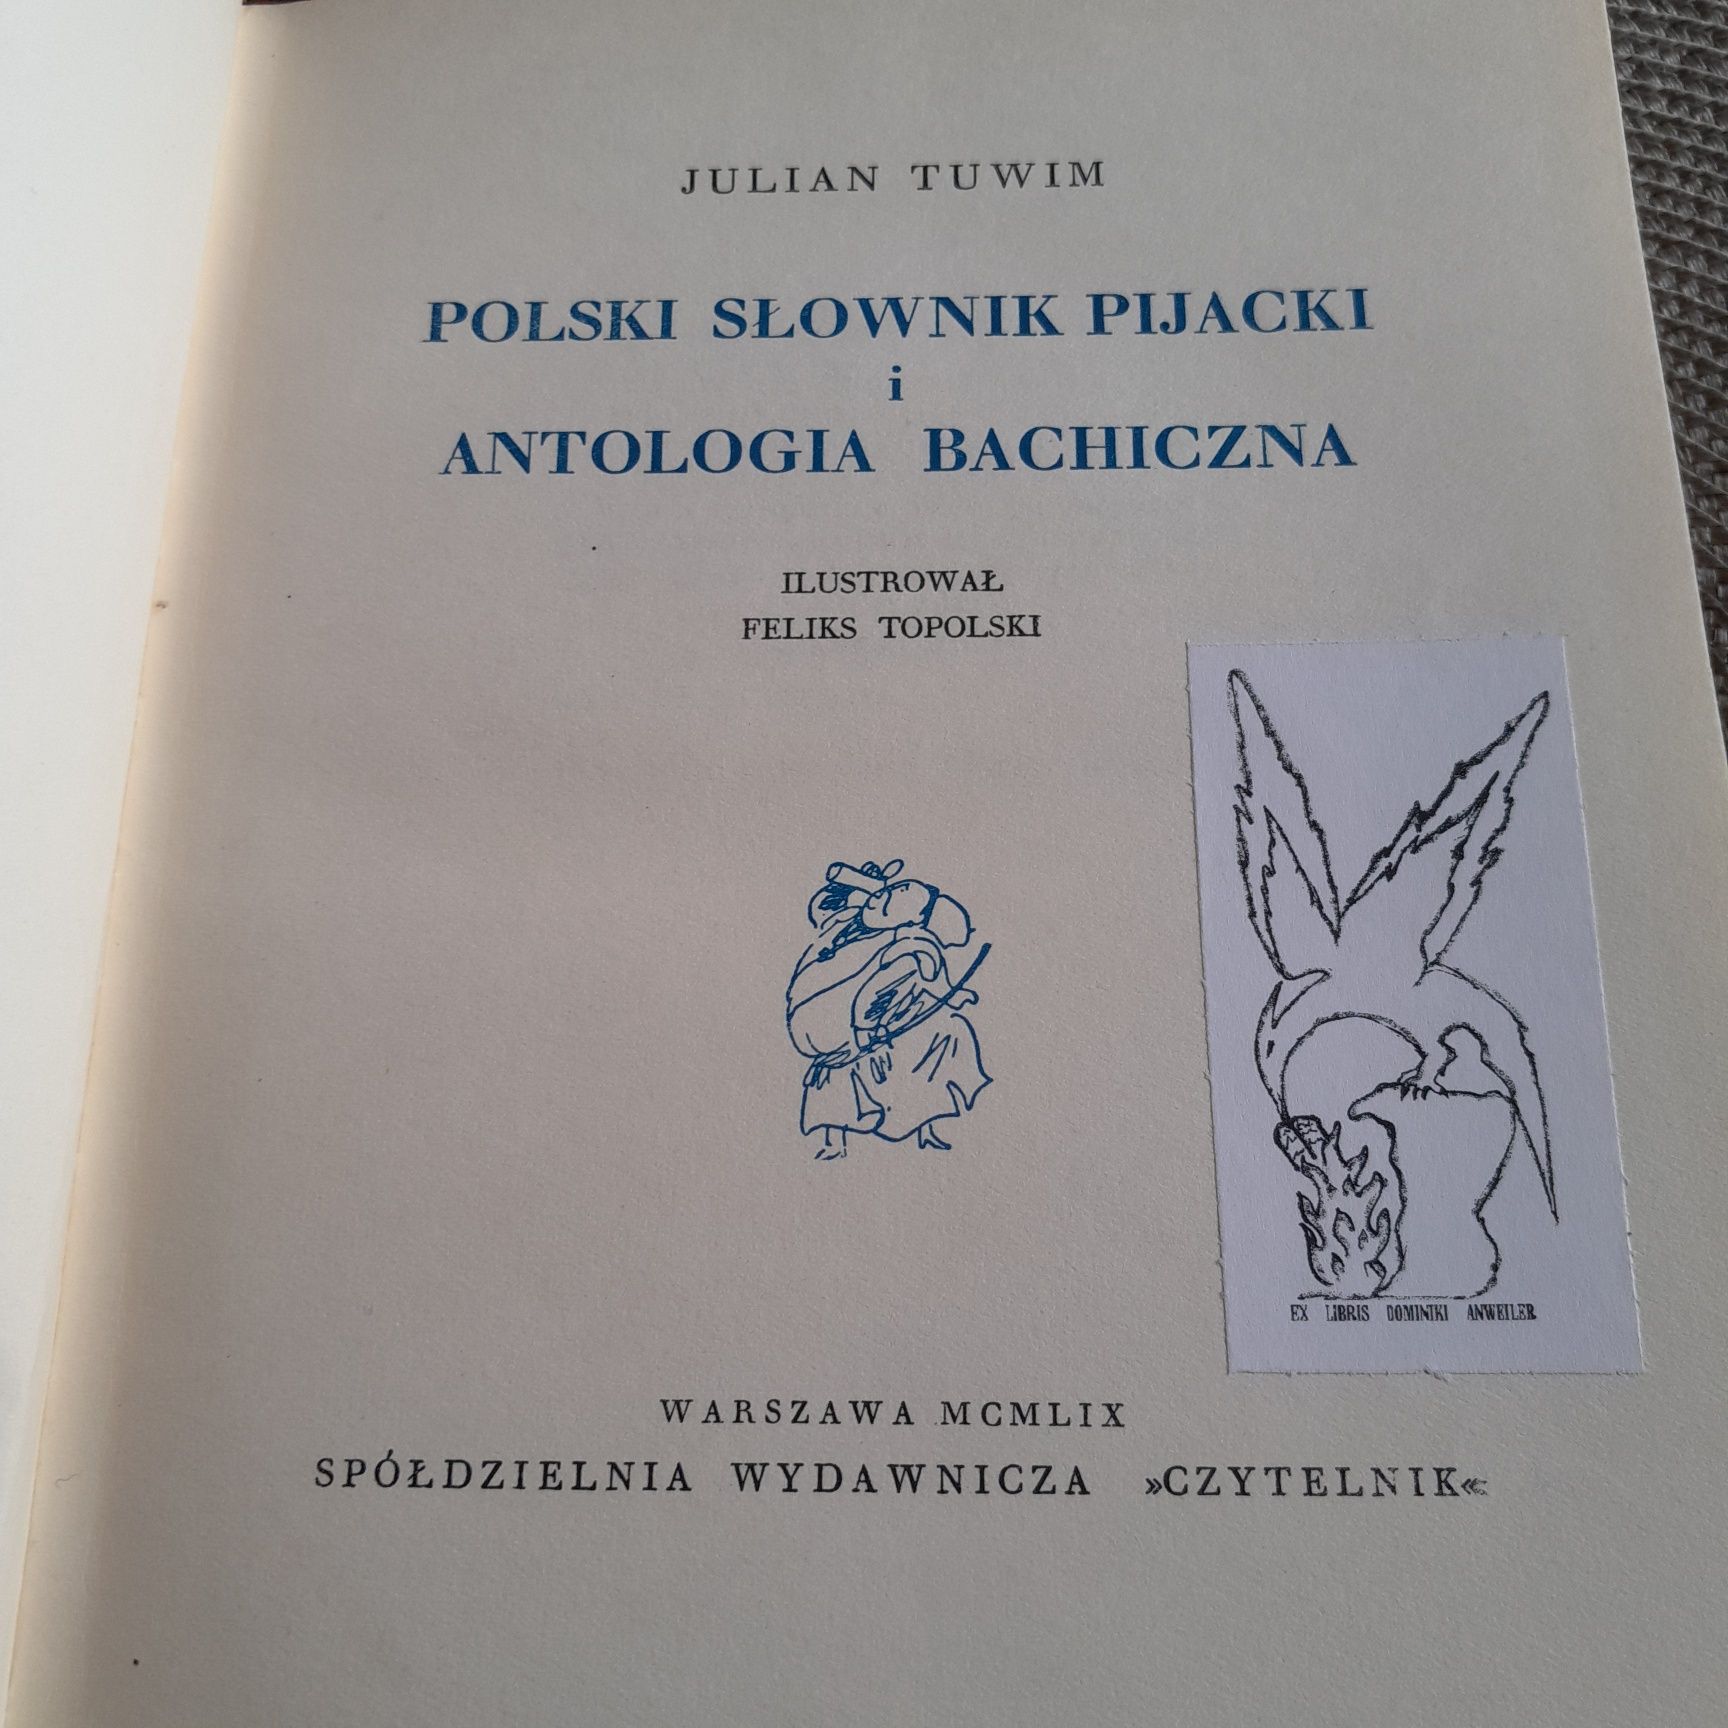 JULIAN TUWIM
POLSKI SŁOWNIK PIJACKI
i
ANTOLOGIA BACHICZNA
ILUSTROWAŁ
FELIKS TOPOLSKI
EX LIBRIS DOMINIKI ANWEILER
WARSZAWA MCMLIX
SPÓŁDZIELNIA WYDAWNICZA »CZYTELNIK«